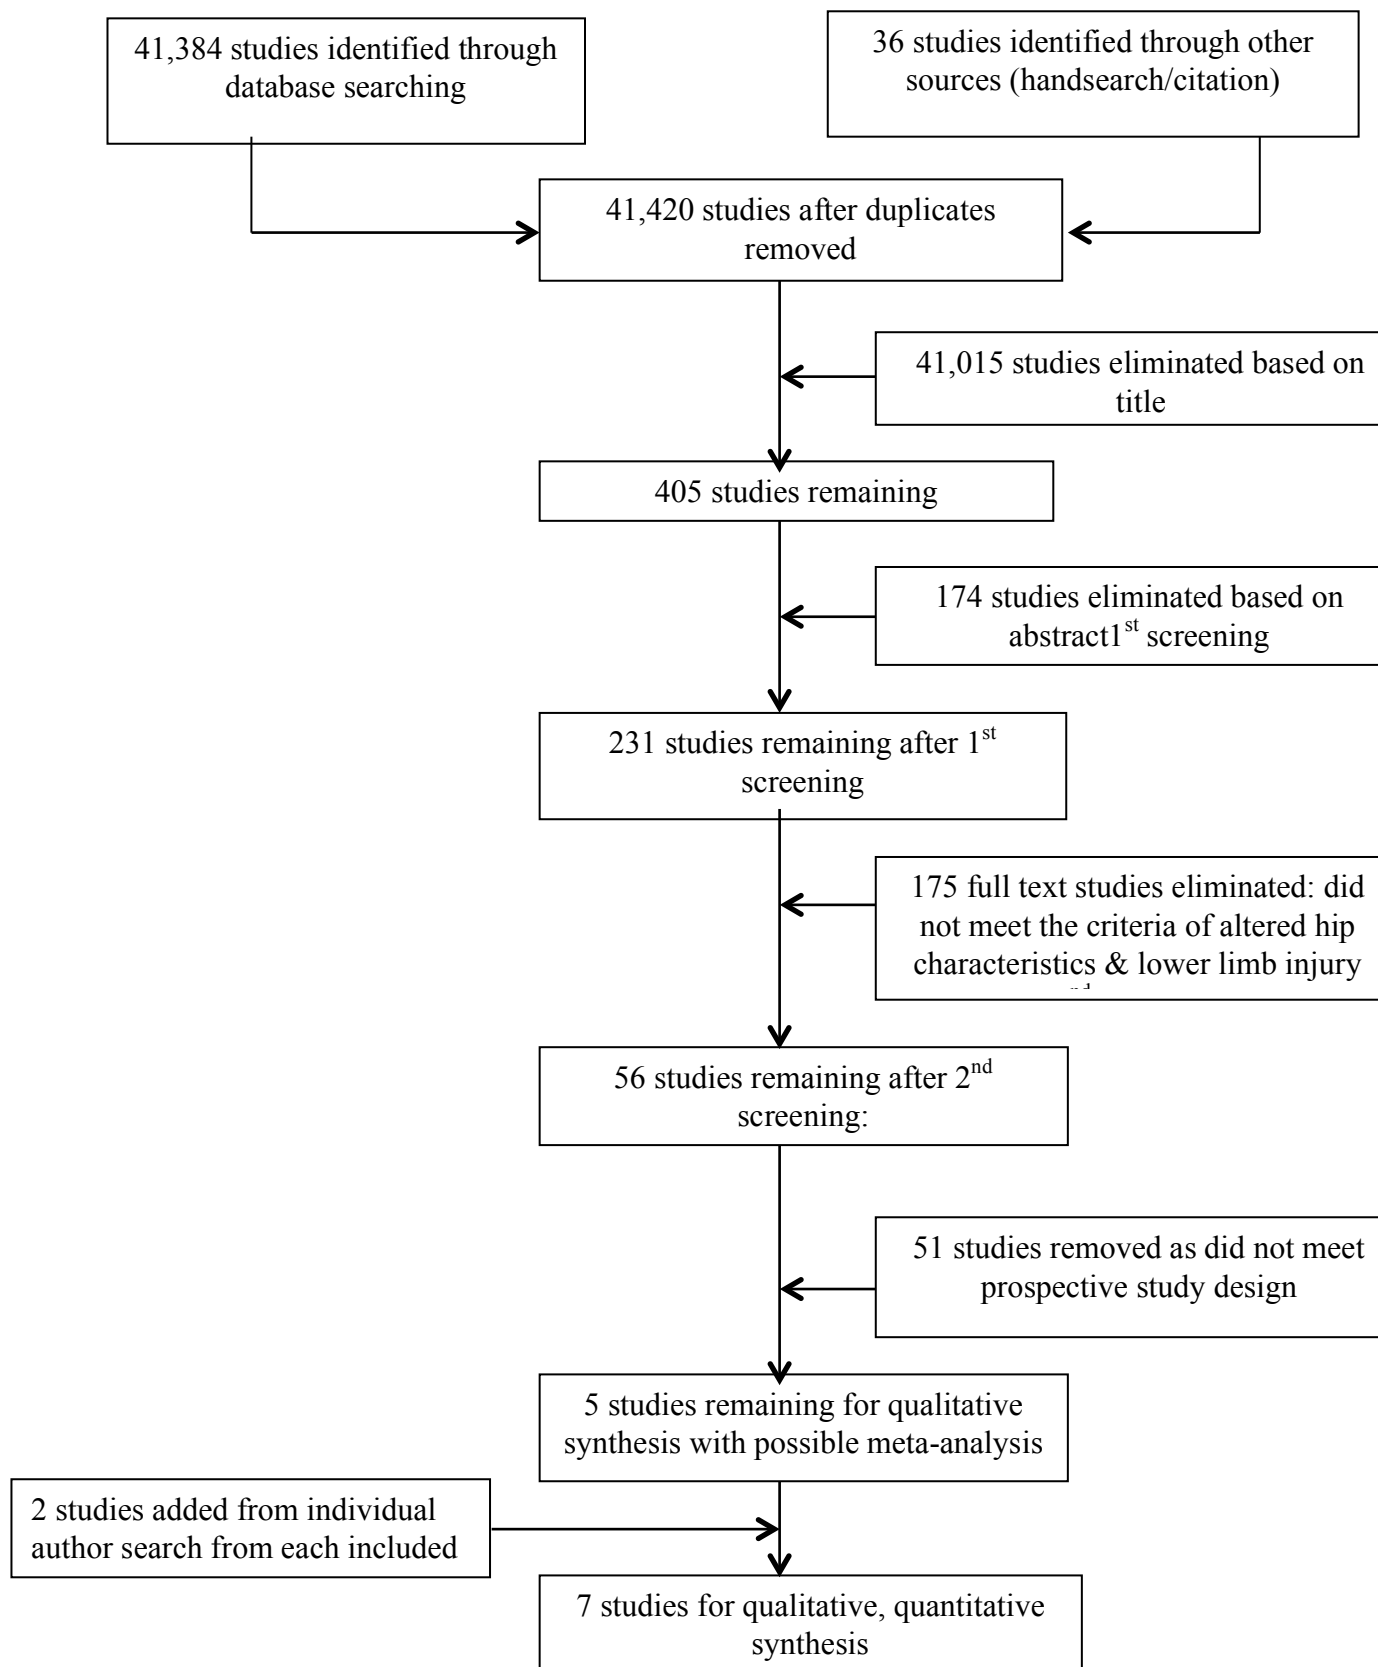 41,384 studies identified through
database searching
36 studies identified through other
sources (handsearch/citation)
41,420 studies after duplicates
removed
41,015 studies eliminated based on
title
405 studies remaining
174 studies eliminated based on
abstract1st screening
231 studies remaining after 1st
screening
175 full text studies eliminated: did
not meet the criteria of altered hip
characteristics & lower limb injury
56 studies remaining after 2nd
screening:
51 studies removed as did not meet
prospective study design
5 studies remaining for qualitative
synthesis with possible meta-analysis
2 studies added from individual
author search from each included
7 studies for qualitative, quantitative
synthesis